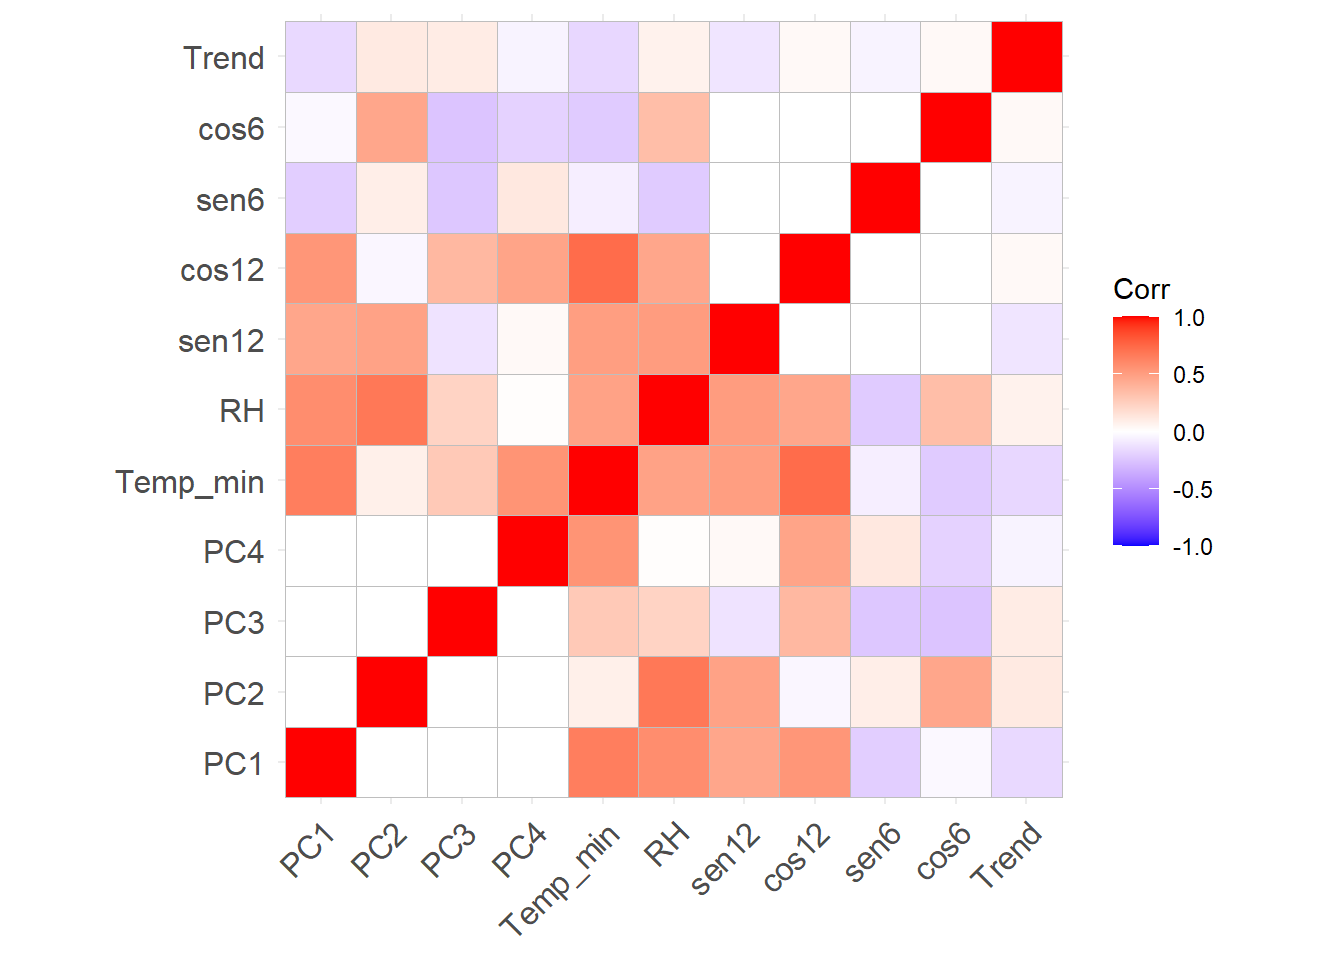 Trend
cos6
sen6
cos12
sen12
RH
Temp_min
PC4
PC3
PC2
PC1
PC1
PC2
PC3
PC4
Temp_min
RH
sen12
cos12
sen6
cos6
Trend
Corr
1.0
0.5
0.0
-0.5
-1.0